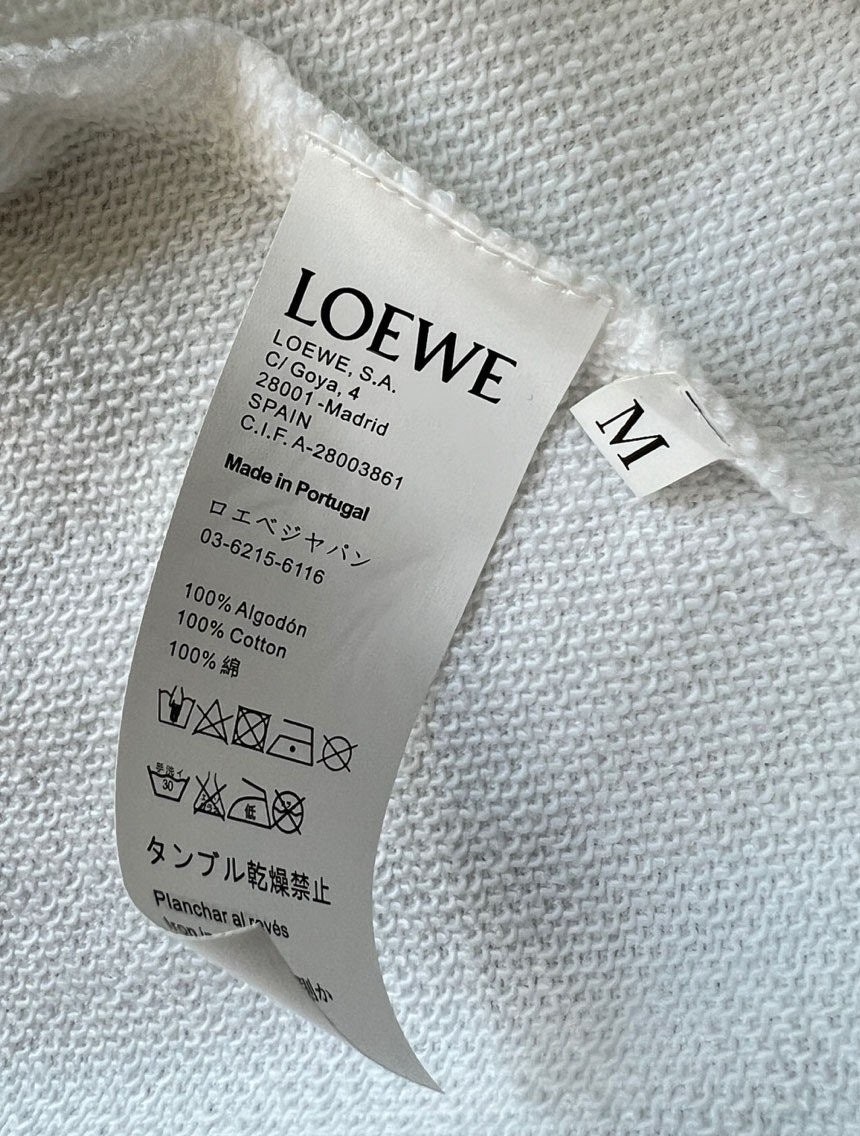 LOEWE
LOEWE, S.A.
C/ Goya, 4
28001-Madrid
SPAIN
C.I.F. A-28003861
Made in Portugal
ロエベジャパン
03-6215-6116
100% Algodón
100% Cotton
100% 綿
30
低
タンブル乾燥禁止
Planchar al revés
M